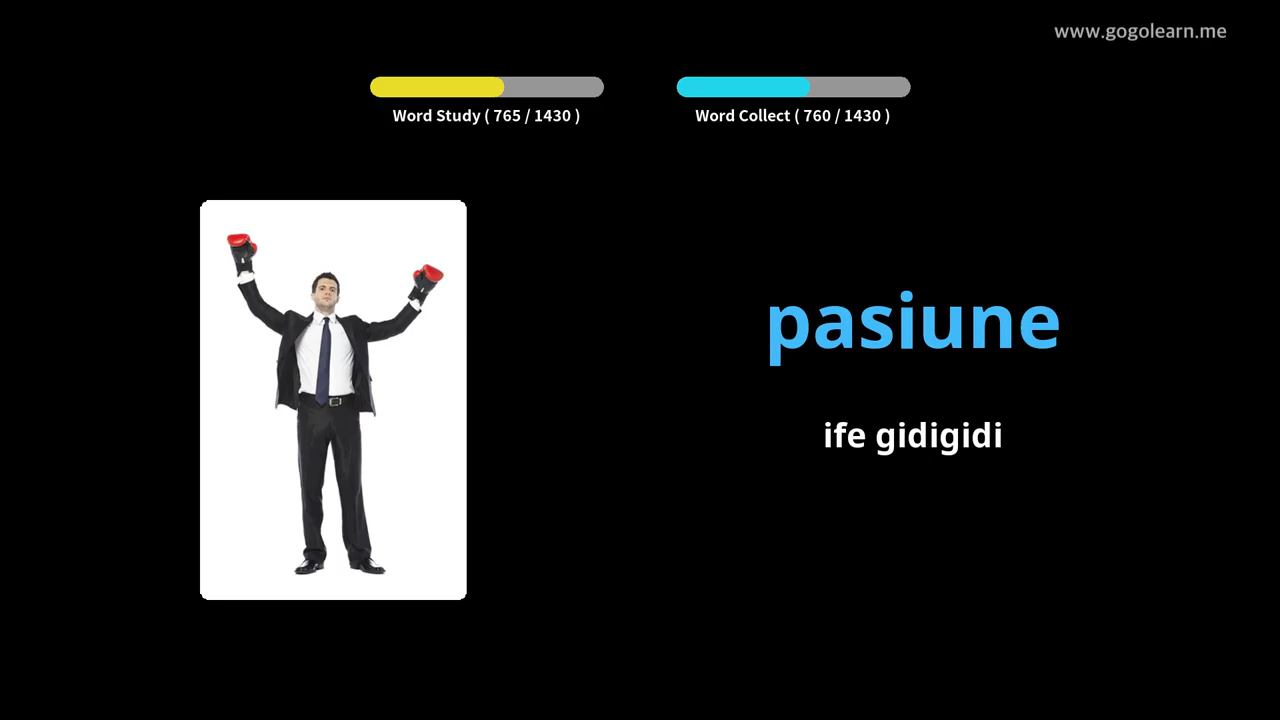 www.gogolearn.me
Word Study ( 765 / 1430 )
Word Collect ( 760 / 1430 )
pasiune
ife gidigidi